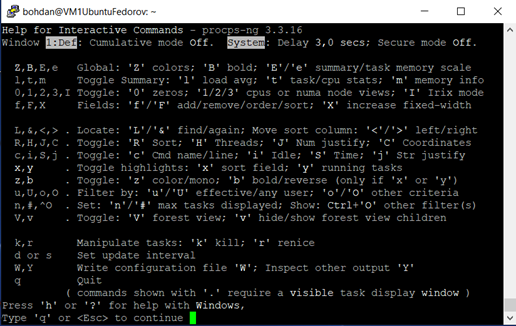 bohdan@VM1UbuntuFedorov: ~
Help for Interactive Commands - procps-ng 3.3.16
Window 1:Def: Cumulative mode Off.  System: Delay 3,0 secs; Secure mode Off.
Z,B,E,e   Global: 'Z' colors; 'B' bold; 'E'/'e' summary/task memory scale
l,t,m     Toggle Summary: 'l' load avg; 't' task/cpu stats; 'm' memory info
0,1,2,3,I Toggle: '0' zeros; '1/2/3' cpus or numa node views; 'I' Irix mode
f,F,X     Fields: 'f'/'F' add/remove/order/sort; 'X' increase fixed-width
L,&,<,> . Locate: 'L'/'&' find/again; Move sort column: '<'/'>' left/right
R,H,J,C . Toggle: 'R' Sort; 'H' Threads; 'J' Num justify; 'C' Coordinates
c,i,S,j . Toggle: 'c' Cmd name/line; 'i' Idle; 'S' Time; 'j' Str justify
x,y     . Toggle highlights: 'x' sort field; 'y' running tasks
z,b     . Toggle: 'z' color/mono; 'b' bold/reverse (only if 'x' or 'y')
u,U,o,O . Filter by: 'u'/'U' effective/any user; 'o'/'O' other criteria
n,#,^O  . Set: 'n'/'#' max tasks displayed; Show: Ctrl+'O' other filter(s)
V,v     . Toggle: 'V' forest view; 'v' hide/show forest view children
k,r       Manipulate tasks: 'k' kill; 'r' renice
d or s    Set update interval
W,Y       Write configuration file 'W'; Inspect other output 'Y'
q         Quit
( commands shown with '.' require a visible task display window )
Press 'h' or '?' for help with Windows,
Type 'q' or <Esc> to continue